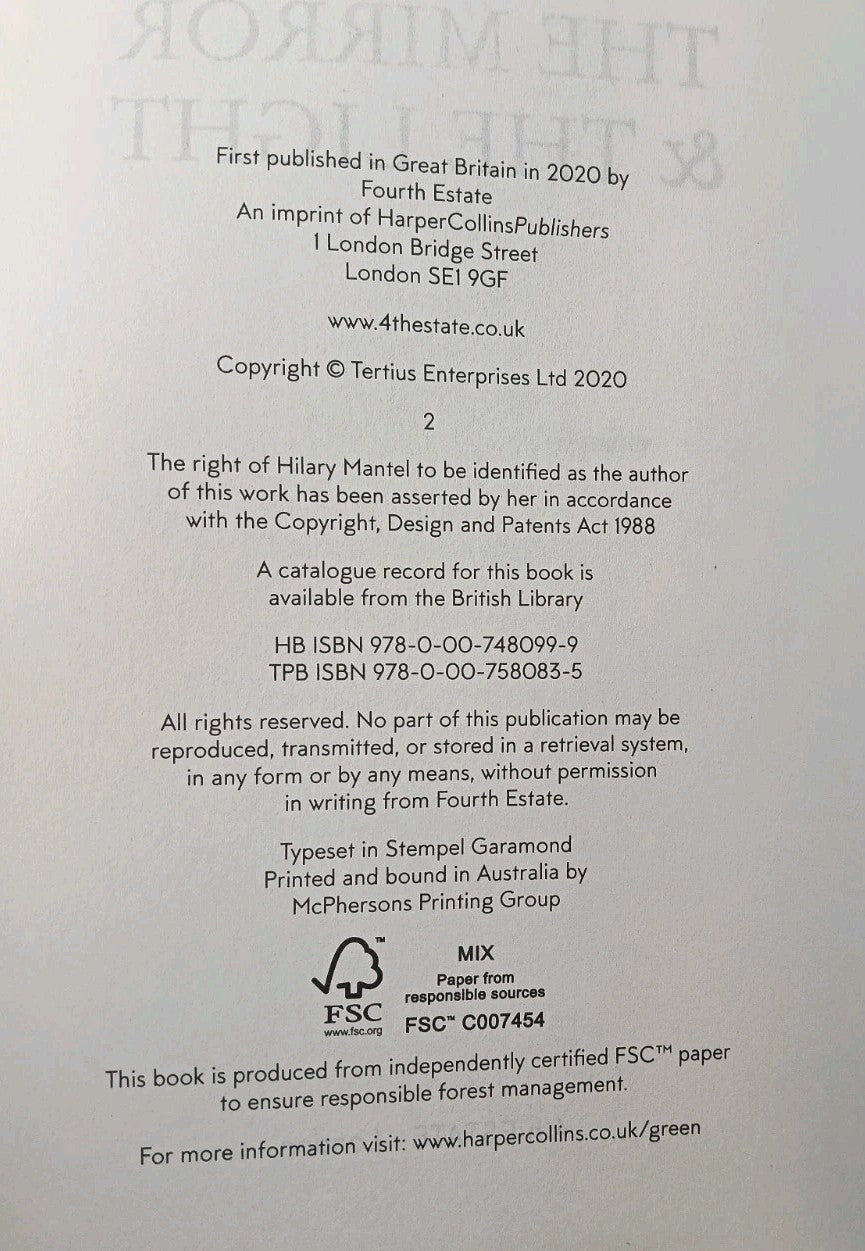 THE MIRROR
& THE LIGHT
First published in Great Britain in 2020 by
Fourth Estate
An imprint of HarperCollinsPublishers
1 London Bridge Street
London SE1 9GF
www.4thestate.co.uk
Copyright © Tertius Enterprises Ltd 2020
2
The right of Hilary Mantel to be identified as the author
of this work has been asserted by her in accordance
with the Copyright, Design and Patents Act 1988
A catalogue record for this book is
available from the British Library
HB ISBN 978-0-00-748099-9
TPB ISBN 978-0-00-758083-5
All rights reserved. No part of this publication may be
reproduced, transmitted, or stored in a retrieval system,
in any form or by any means, without permission
in writing from Fourth Estate.
Typeset in Stempel Garamond
Printed and bound in Australia by
McPhersons Printing Group
FSC
www.fsc.org
MIX
Paper from
responsible sources
FSC™ C007454
This book is produced from independently certified FSC™ paper
to ensure responsible forest management.
For more information visit: www.harpercollins.co.uk/green